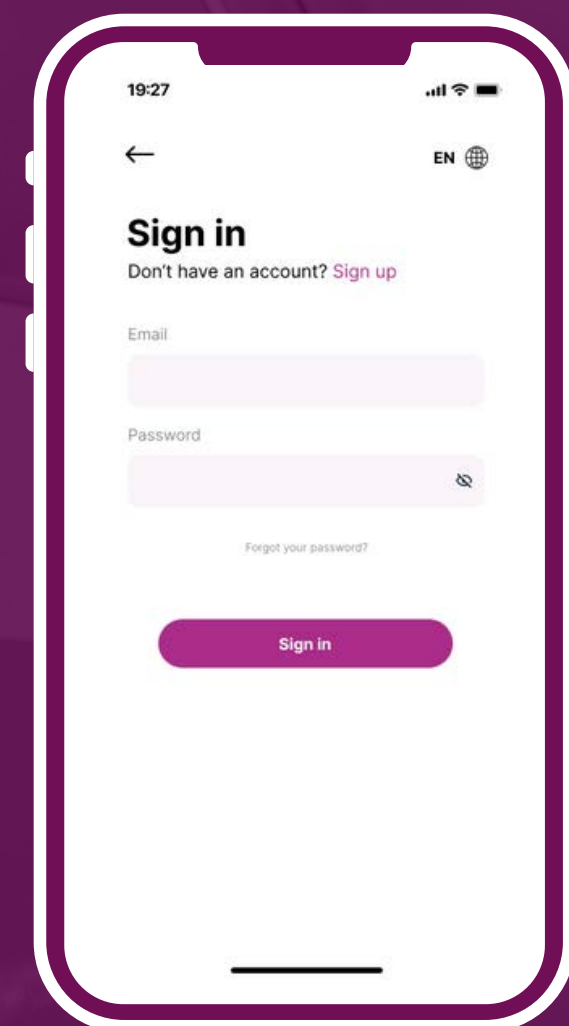 19:27
EN
Sign in
Don't have an account? Sign up
Email
Password
Forgot your password?
Sign in